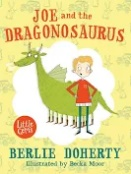 JOE and the
DRAGONOSAURUS
Little Gems
BERLIE DOHERTY
Illustrated by Becka Moor